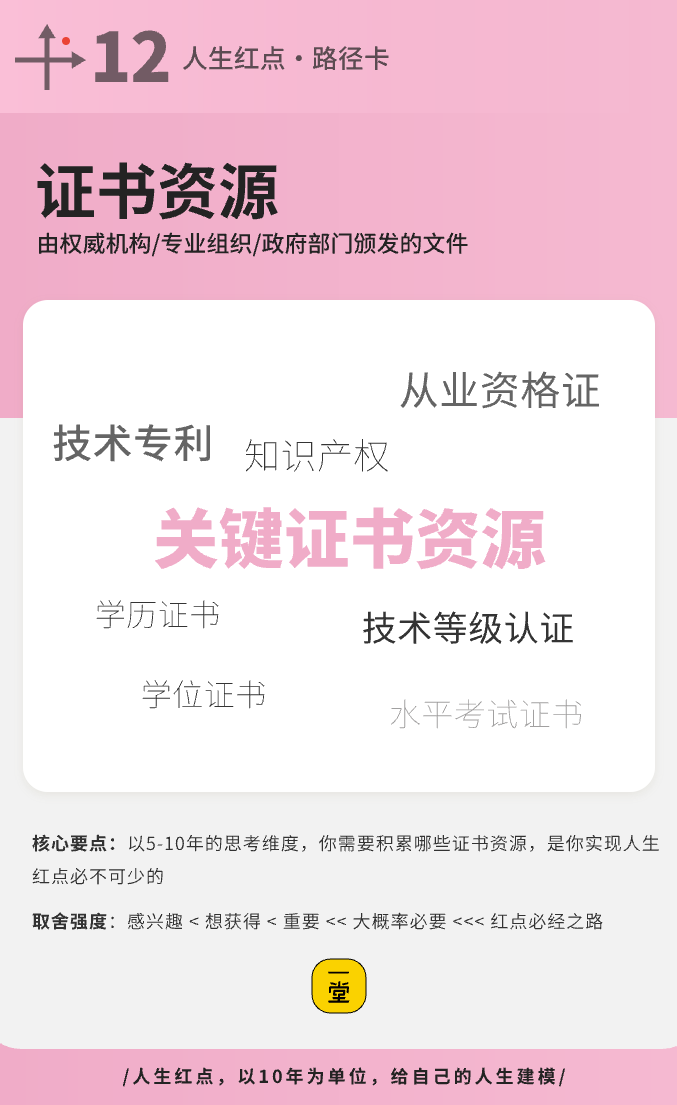 12 人生红点·路径卡
证书资源
由权威机构/专业组织/政府部门颁发的文件
从业资格证
技术专利
知识产权
关键证书资源
学历证书
技术等级认证
学位证书
水平考试证书
核心要点：以5-10年的思考维度，你需要积累哪些证书资源，是你实现人生
红点必不可少的
取舍强度：感兴趣 < 想获得 < 重要 << 大概率必要 <<< 红点必经之路
一堂
/人生红点，以10年为单位，给自己的人生建模/